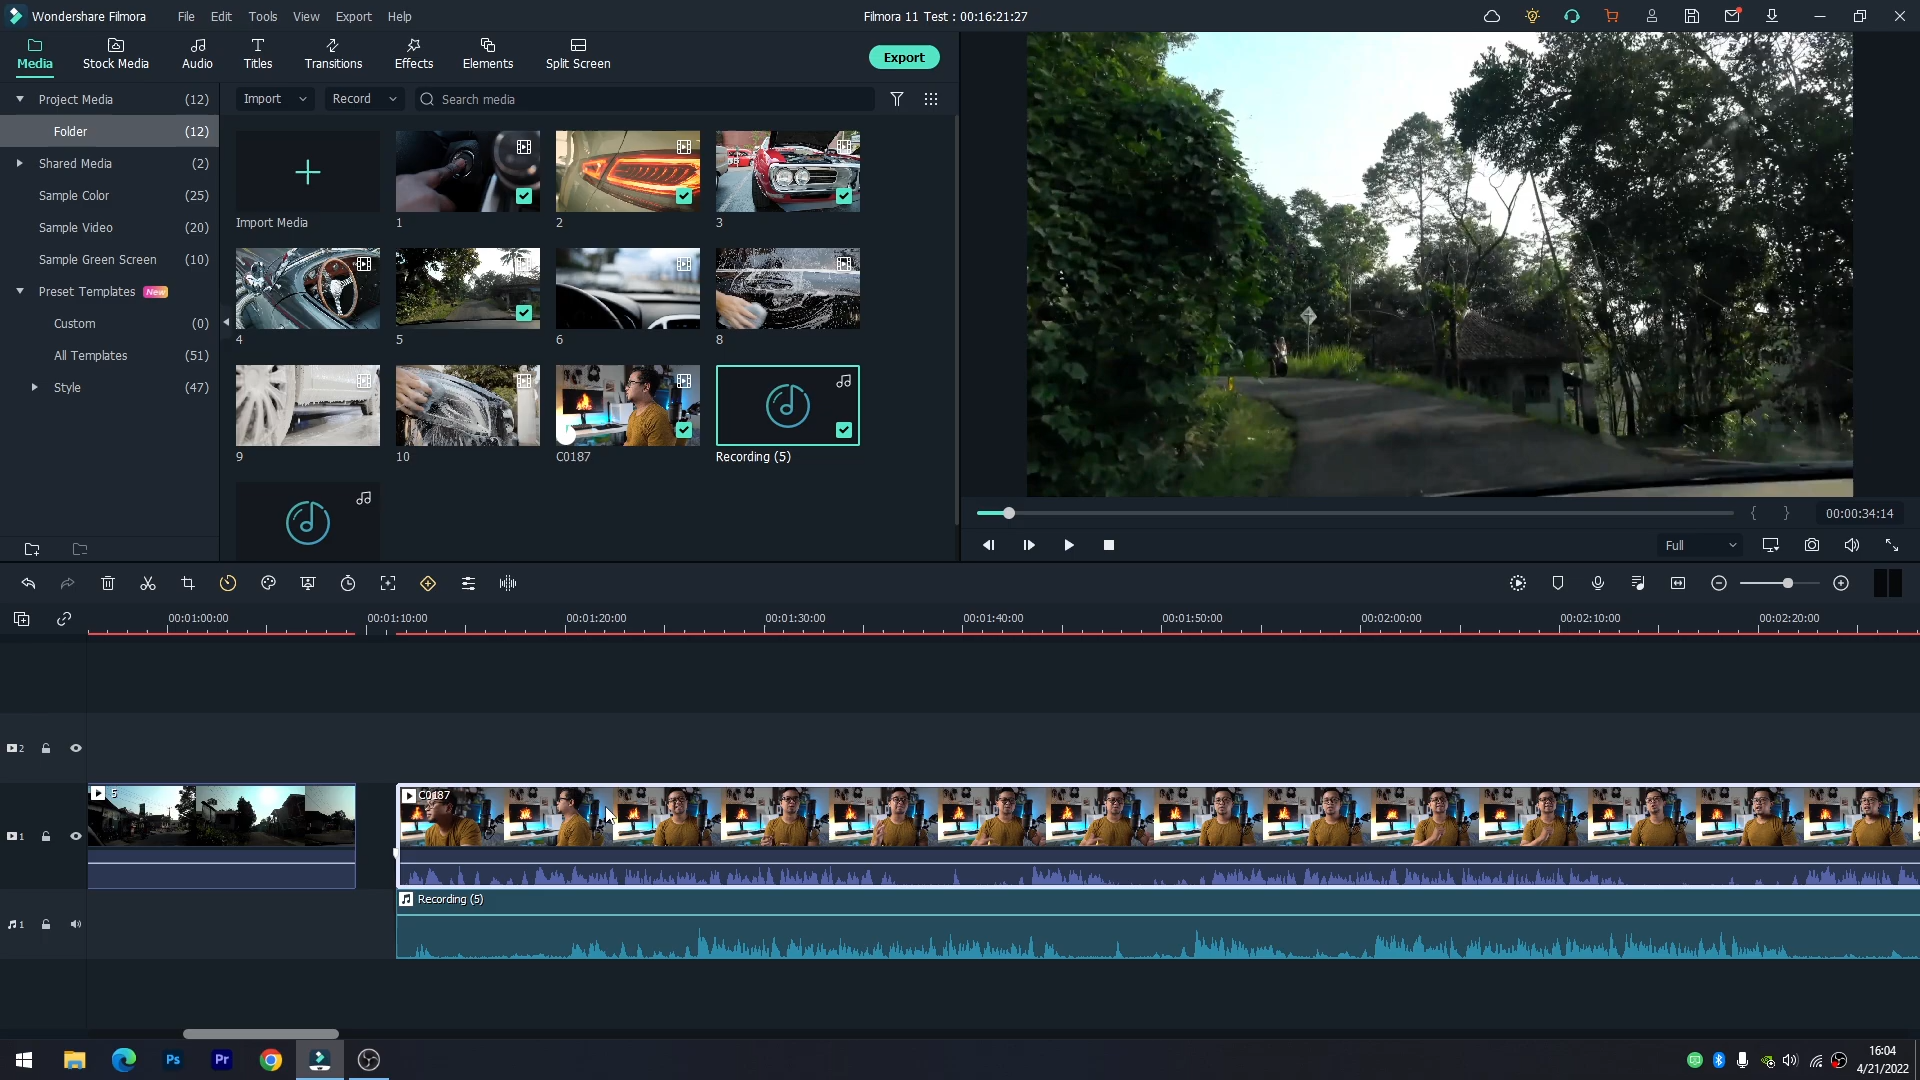 Wondershare Filmora
File
Edit
Tools
View
Export
Help
Filmora 11 Test : 00:16:21:27
Media
Stock Media
Audio
Titles
Transitions
Effects
Elements
Split Screen
Export
Project Media (12)
Folder (12)
Shared Media (2)
Sample Color (25)
Sample Video (20)
Sample Green Screen (10)
Preset Templates New
Custom (0)
All Templates (51)
Style (47)
Import
Record
Search media
Import Media
1
2
3
4
5
6
8
9
10
C0187
Recording (5)
{ } 00:00:34:14
Full
00:01:00:00
00:01:10:00
00:01:20:00
00:01:30:00
00:01:40:00
00:01:50:00
00:02:00:00
00:02:10:00
00:02:20:00
2
1
5
C0187
1
Recording (5)
Ps
Pr
16:04
4/21/2022